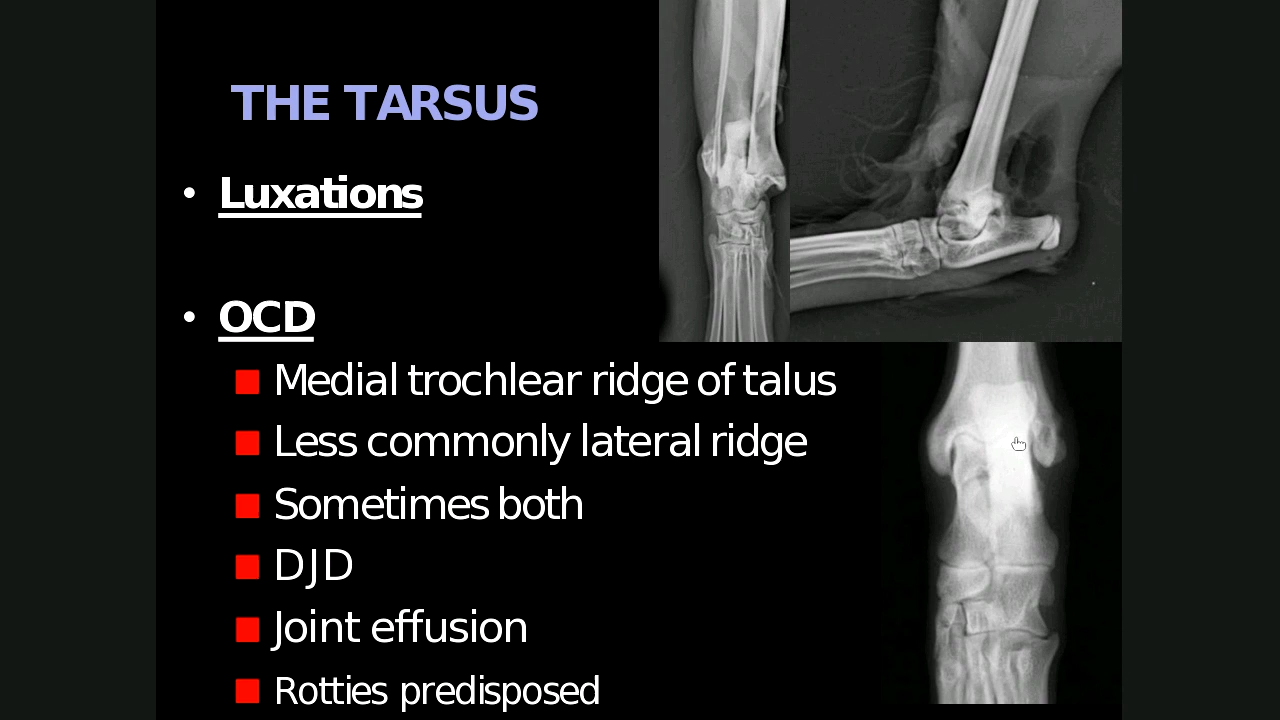 THE TARSUS
• Luxations
• OCD
Medial trochlear ridge of talus
Less commonly lateral ridge
Sometimes both
DJD
Joint effusion
Rotties predisposed